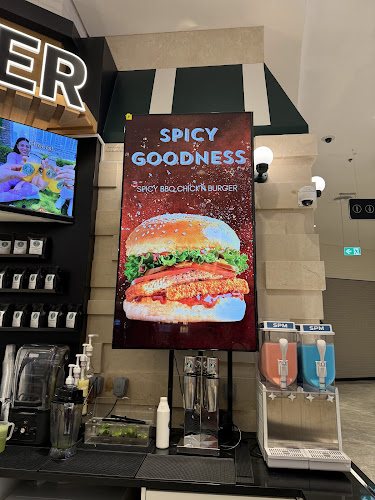 ER
SPICY
GOODNESS
SPICY BBQ CHICK'N BURGER
SPM
SPM